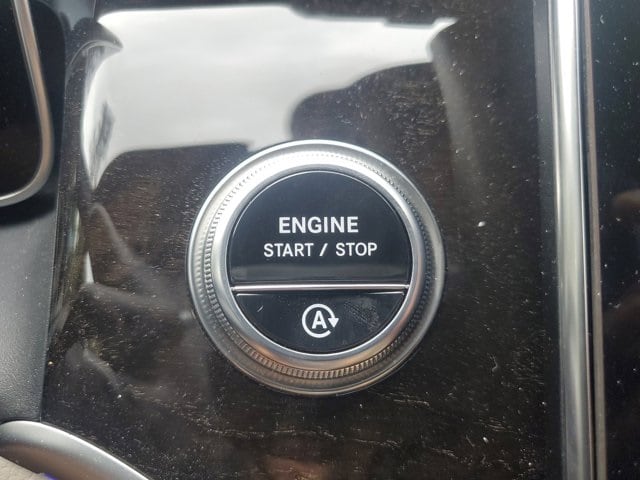 ENGINE
START / STOP
A